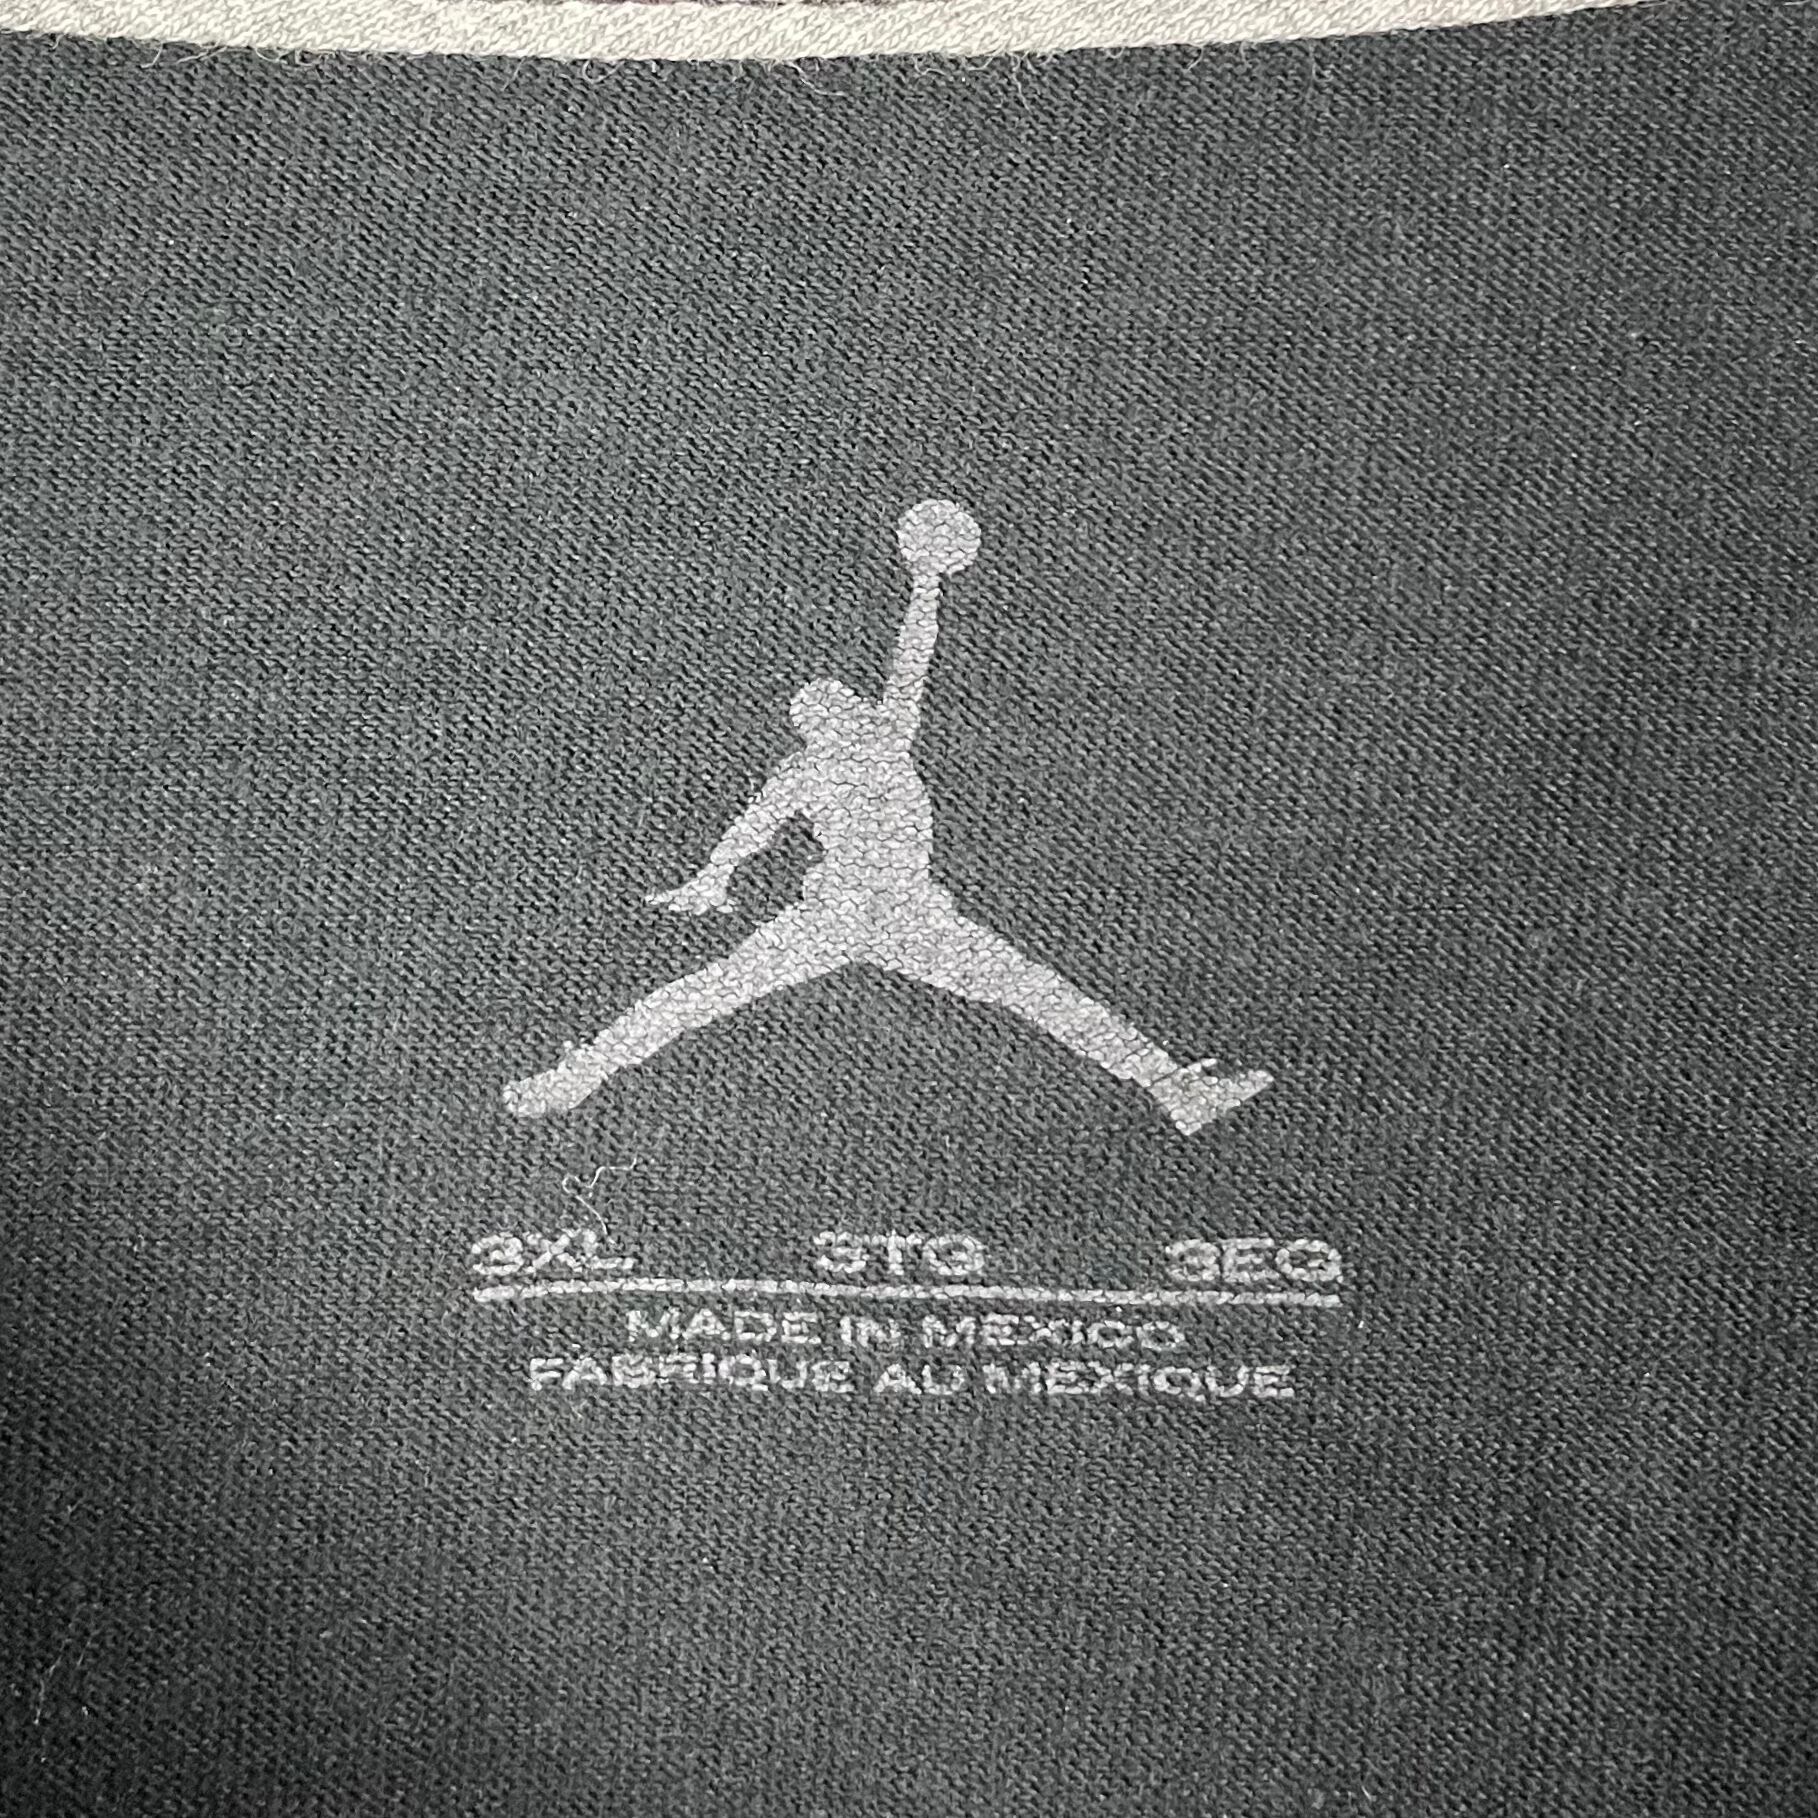 3XL 3TG 3EG
MADE IN MEXICO
FABRIQUE AU MEXIQUE